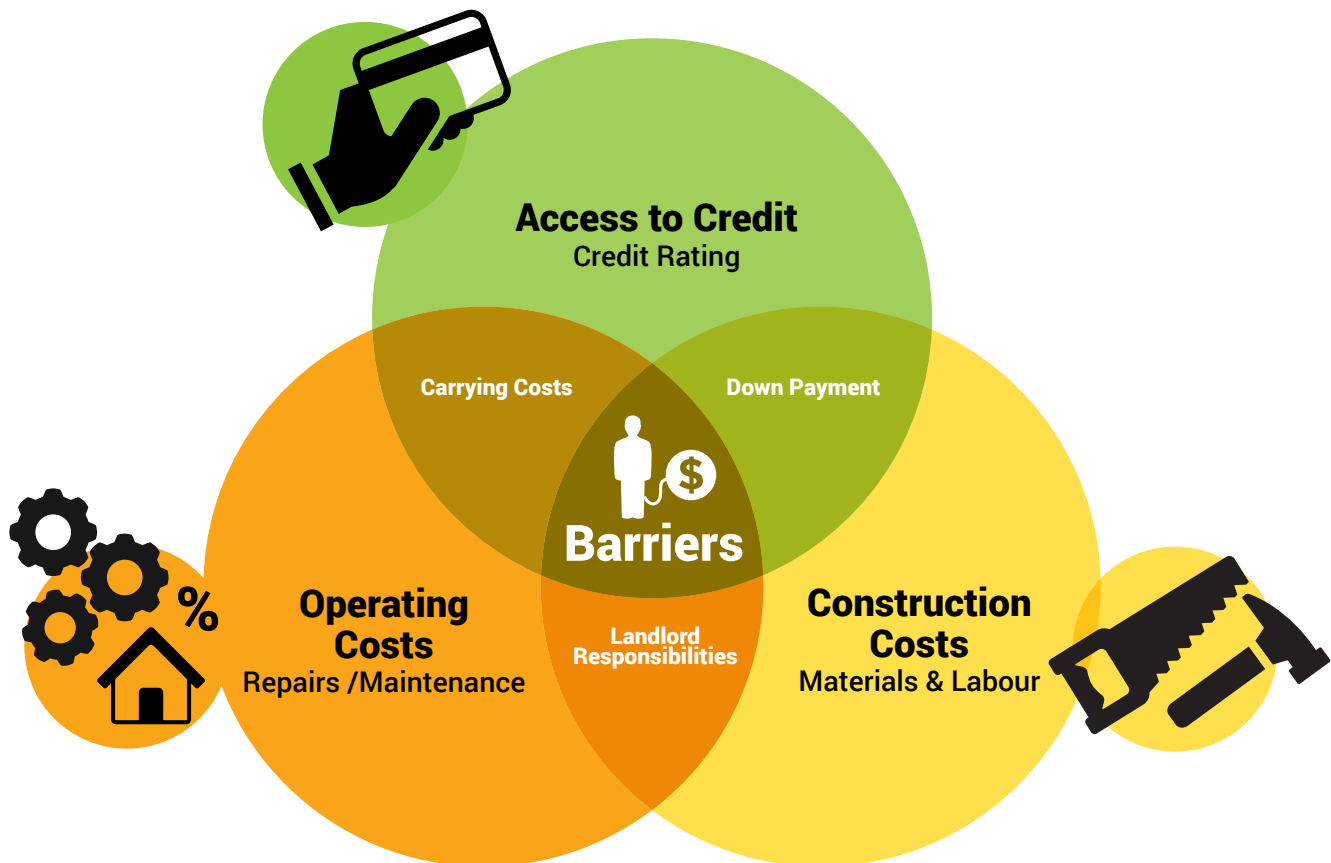 Access to Credit
Credit Rating
Carrying Costs
Down Payment
$
Barriers
%
Operating
Costs
Repairs /Maintenance
Landlord
Responsibilities
Construction
Costs
Materials & Labour